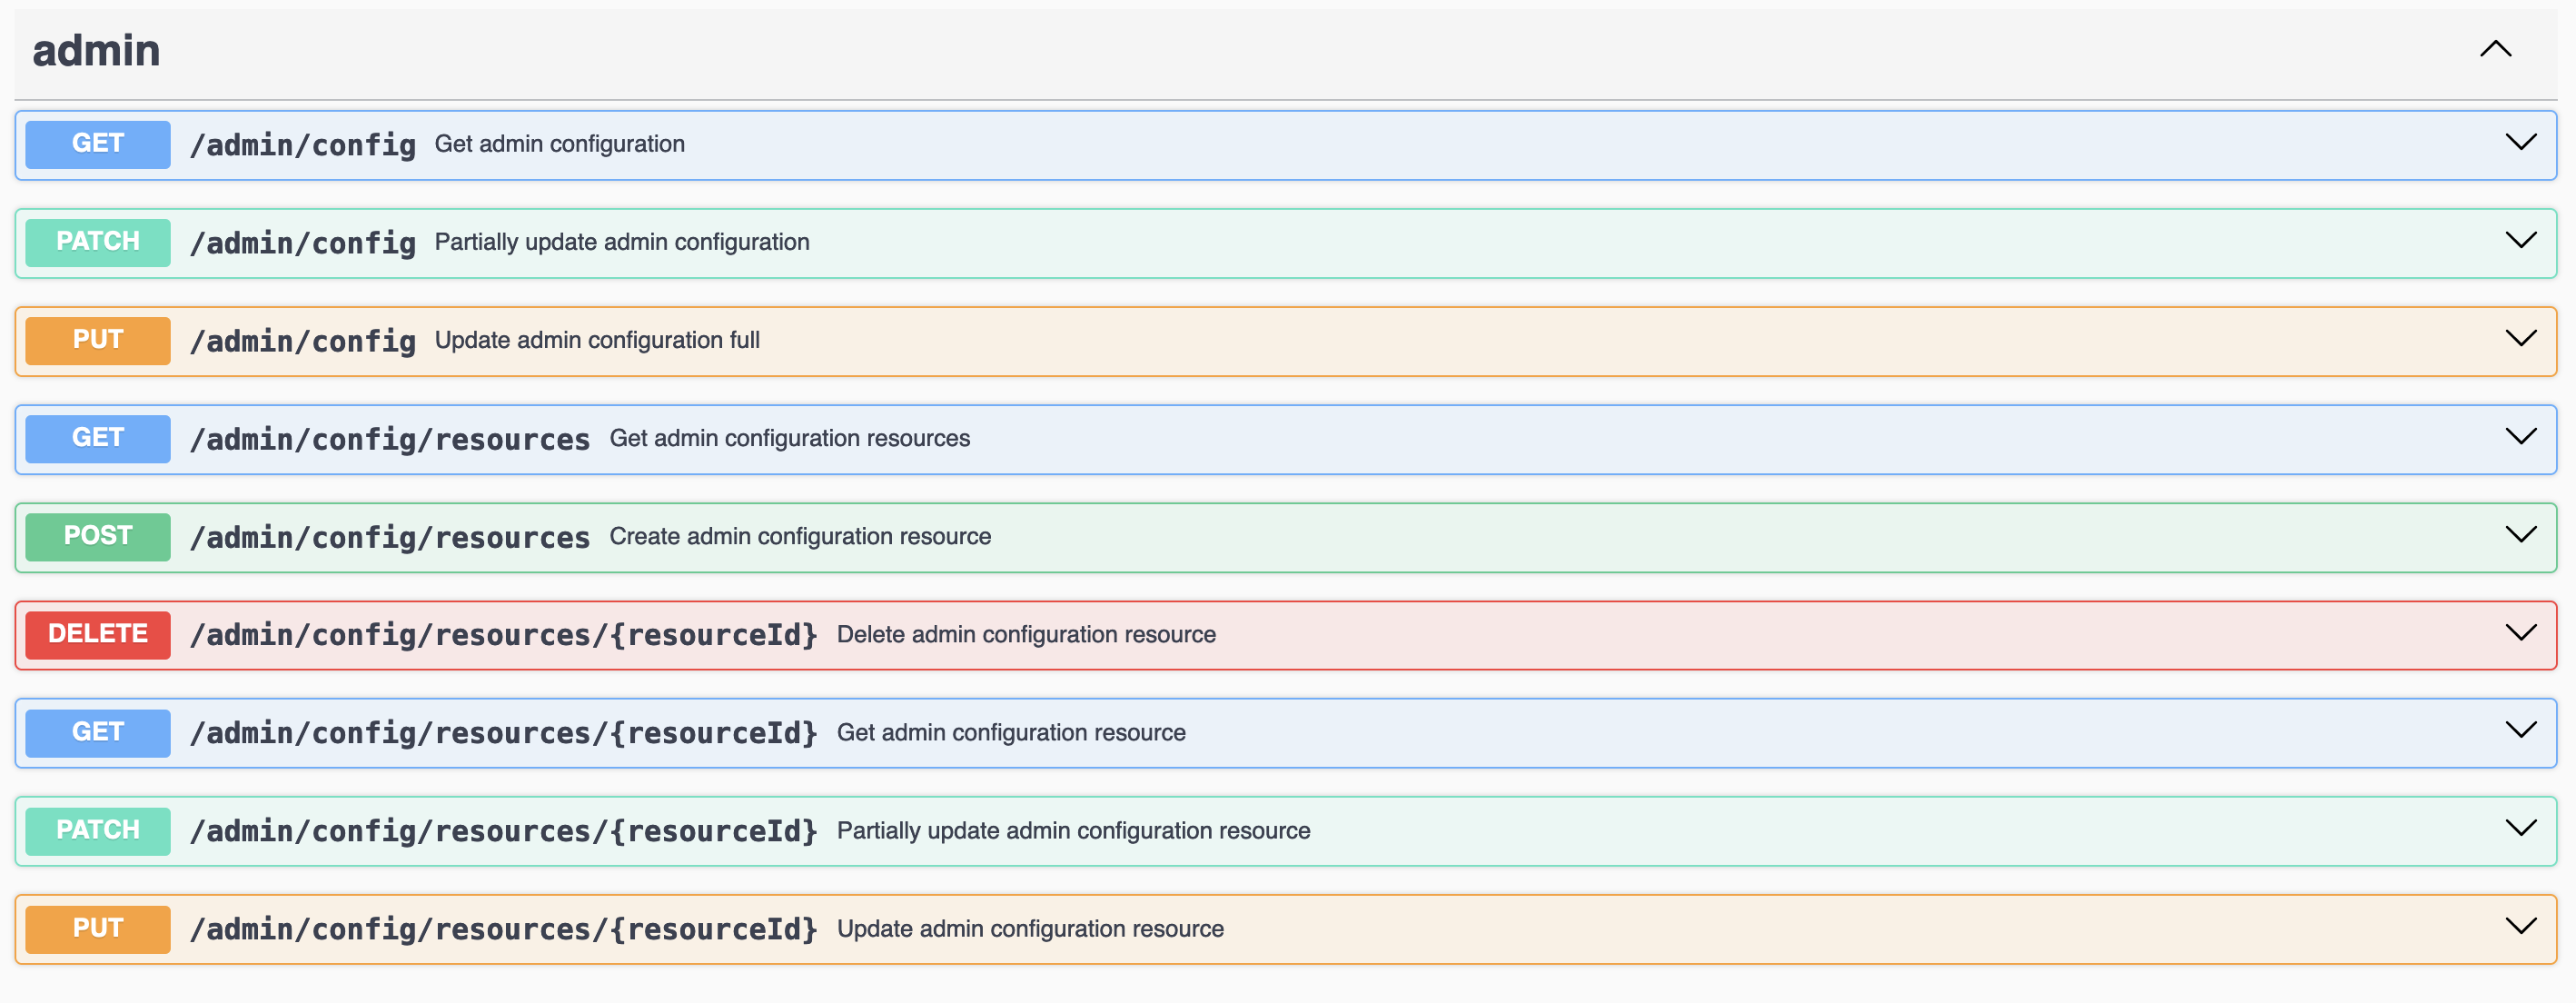 admin
GET /admin/config Get admin configuration
PATCH /admin/config Partially update admin configuration
PUT /admin/config Update admin configuration full
GET /admin/config/resources Get admin configuration resources
POST /admin/config/resources Create admin configuration resource
DELETE /admin/config/resources/{resourceId} Delete admin configuration resource
GET /admin/config/resources/{resourceId} Get admin configuration resource
PATCH /admin/config/resources/{resourceId} Partially update admin configuration resource
PUT /admin/config/resources/{resourceId} Update admin configuration resource